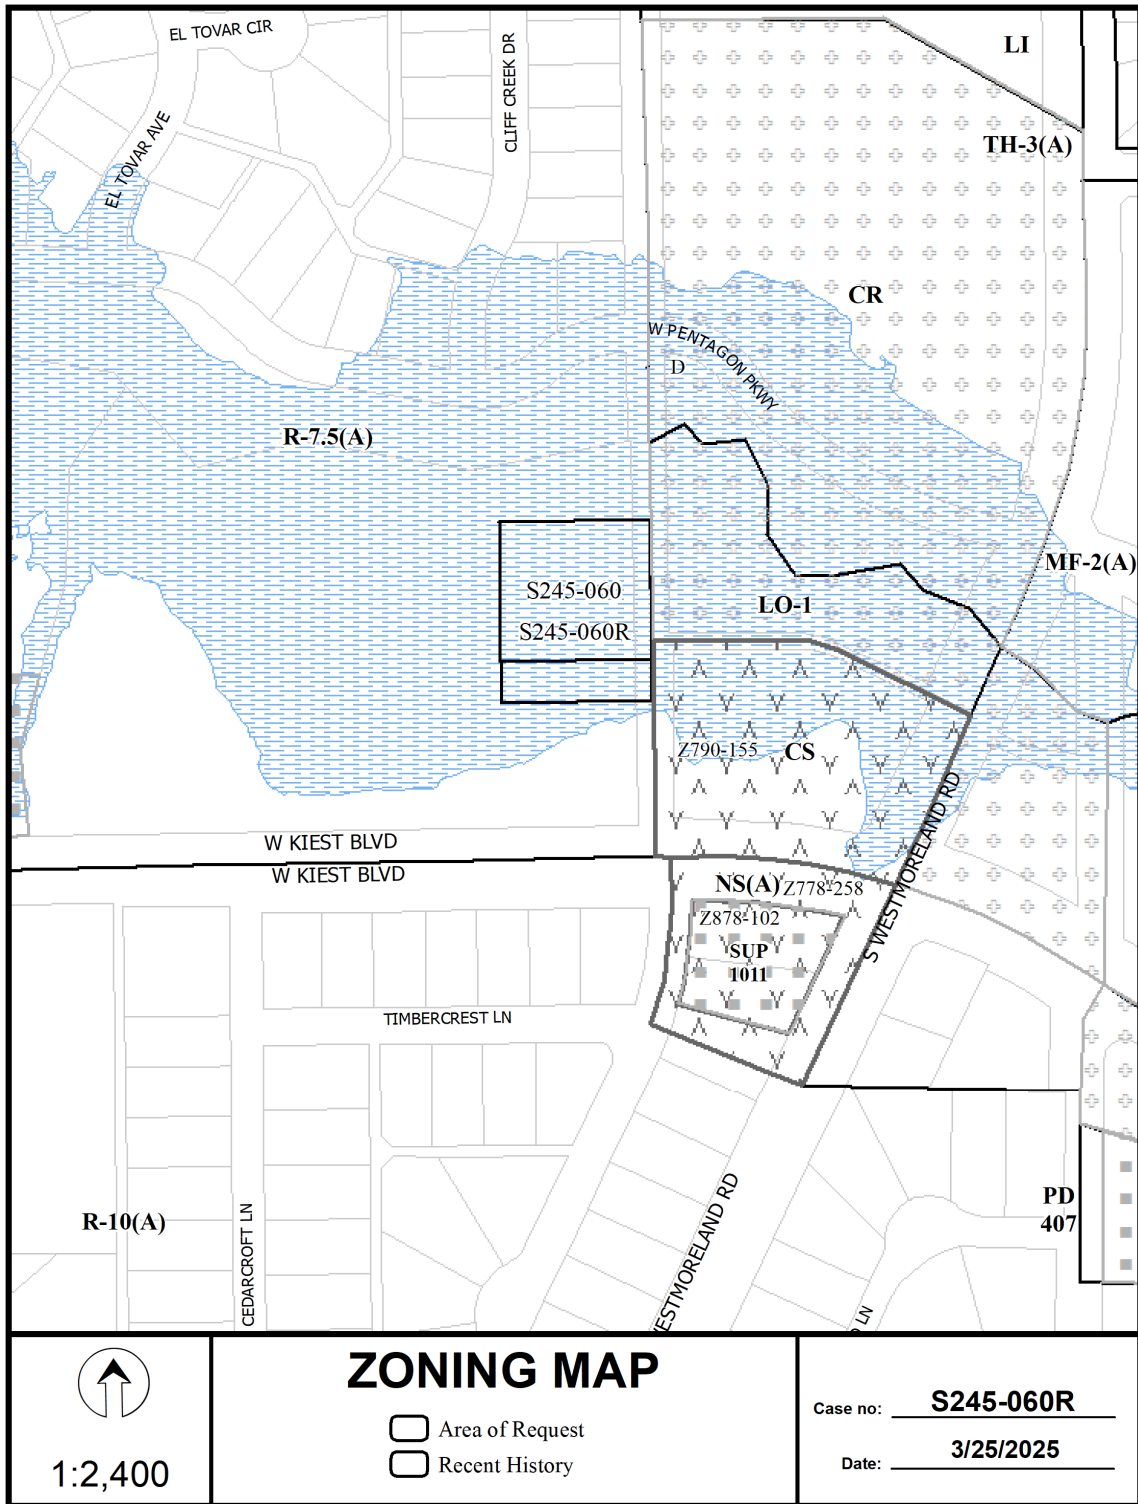 EL TOVAR CIR
CLIFF CREEK DR
LI
EL TOVAR AVE
TH-3(A)
CR
W PENTAGON PKWY
D
R-7.5(A)
MF-2(A)
S245-060
LO-1
S245-060R
Z790-155
CS
S WESTMORELAND RD
W KIEST BLVD
W KIEST BLVD
NS(A)
Z778-258
Z878-102
SUP
1011
TIMBERCREST LN
R-10(A)
CEDARCROFT LN
WESTMORELAND RD
PD
407
LN
ZONING MAP
Area of Request
Recent History
1:2,400
Case no: S245-060R
Date: 3/25/2025